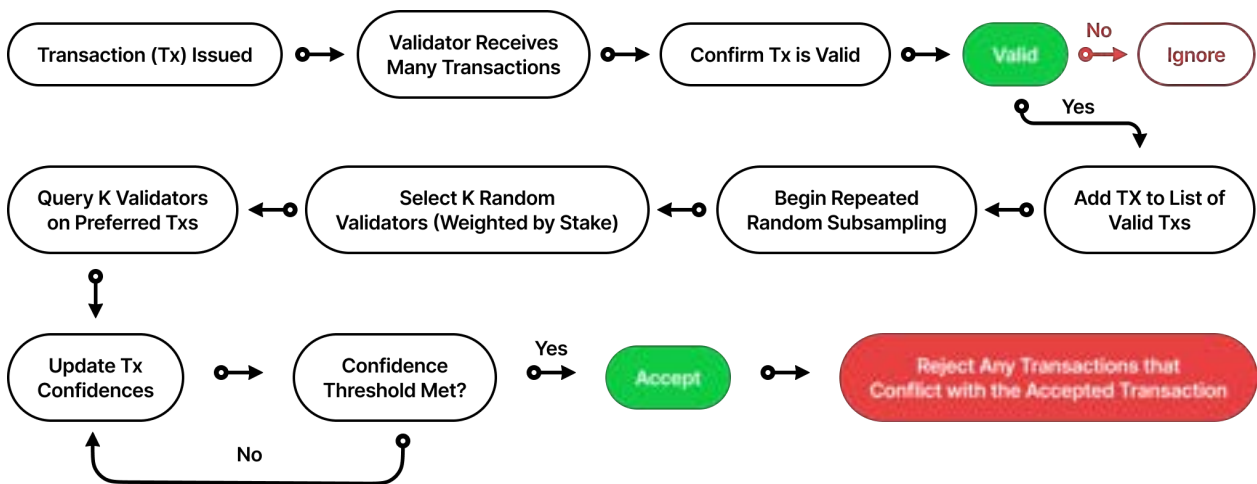 Transaction (Tx) Issued
Validator Receives
Many Transactions
Confirm Tx is Valid
Valid
No
Ignore
Yes
Add TX to List of
Valid Txs
Begin Repeated
Random Subsampling
Select K Random
Validators (Weighted by Stake)
Query K Validators
on Preferred Txs
Update Tx
Confidences
Confidence
Threshold Met?
Yes
Accept
Reject Any Transactions that
Conflict with the Accepted Transaction
No